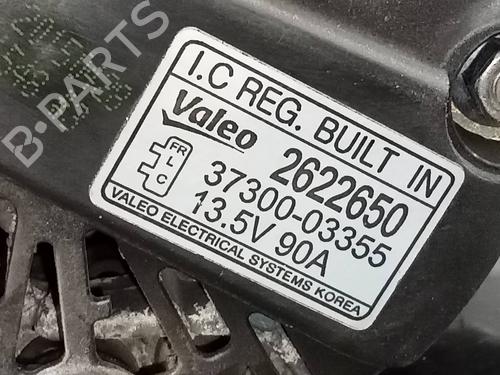 B-PARTS
I.C REG. BUILT IN
Valeo
2622650
FR
L
C
37300-03355
13.5V 90A
VALEO ELECTRICAL SYSTEMS KOREA